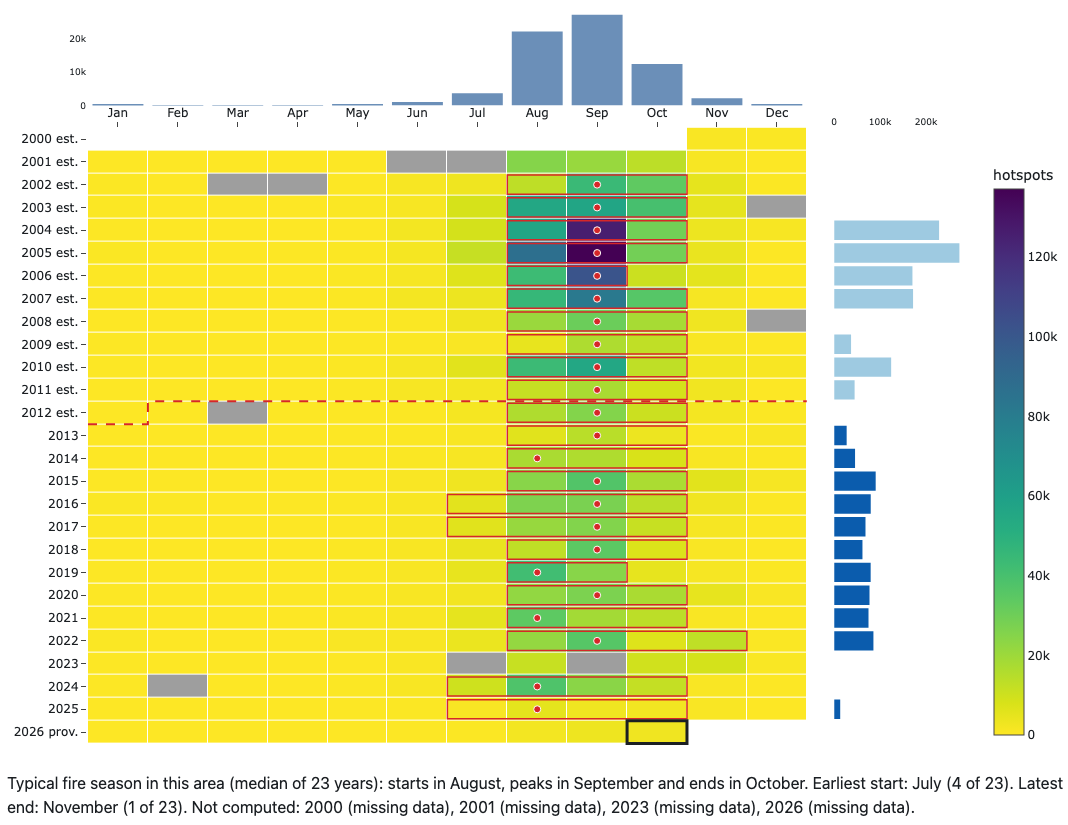 20k
10k
0
Jan Feb Mar Apr May Jun Jul Aug Sep Oct Nov Dec
0 100k 200k
2000 est.
2001 est.
2002 est.
2003 est.
2004 est.
2005 est.
2006 est.
2007 est.
2008 est.
2009 est.
2010 est.
2011 est.
2012 est.
2013
2014
2015
2016
2017
2018
2019
2020
2021
2022
2023
2024
2025
2026 prov.
hotspots
120k
100k
80k
60k
40k
20k
0
Typical fire season in this area (median of 23 years): starts in August, peaks in September and ends in October. Earliest start: July (4 of 23). Latest
end: November (1 of 23). Not computed: 2000 (missing data), 2001 (missing data), 2023 (missing data), 2026 (missing data).